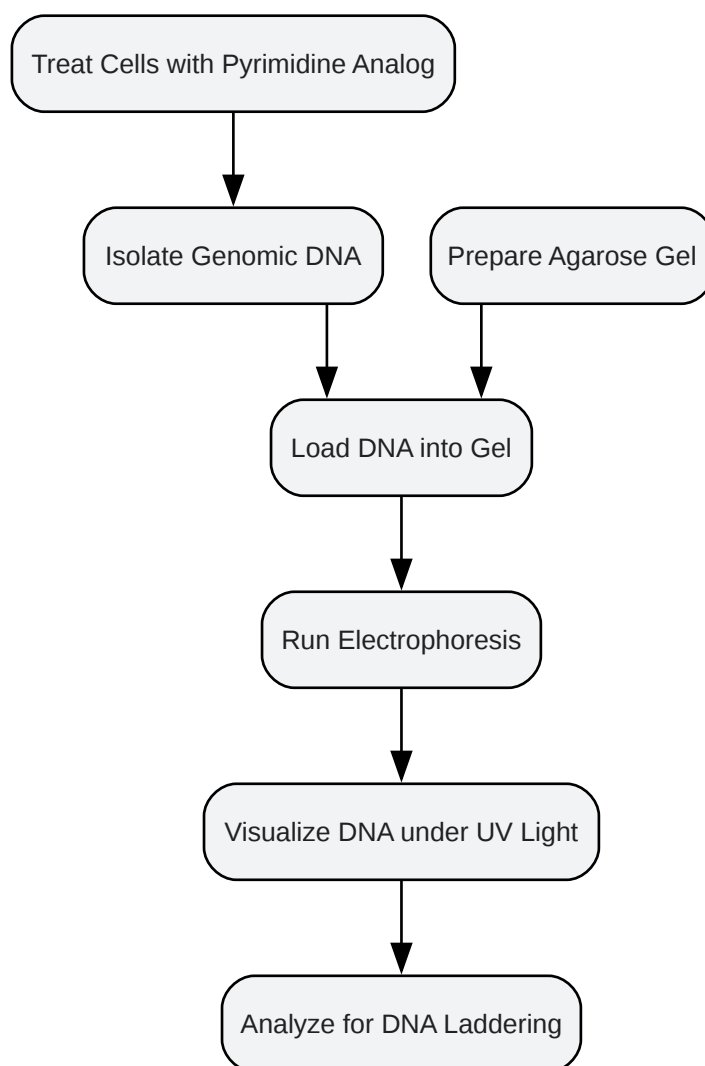 Treat Cells with Pyrimidine Analog
Isolate Genomic DNA
Prepare Agarose Gel
Load DNA into Gel
Run Electrophoresis
Visualize DNA under UV Light
Analyze for DNA Laddering